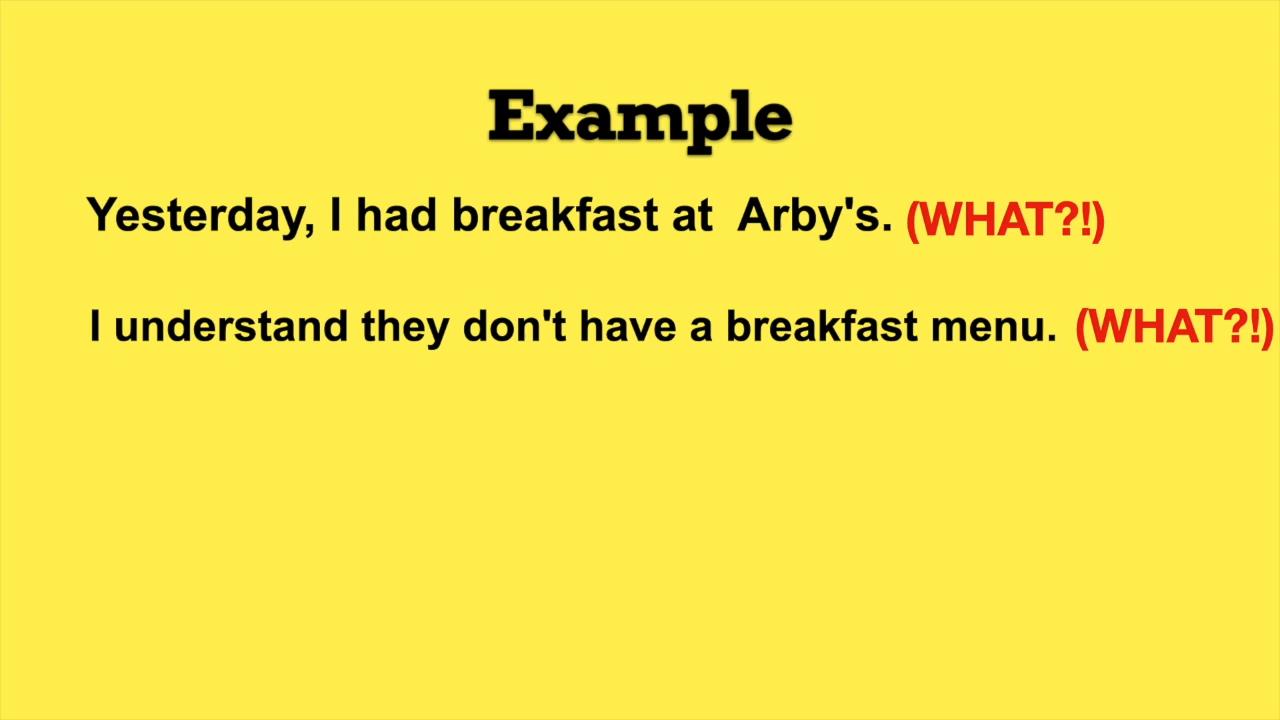 Example
Yesterday, I had breakfast at  Arby's. (WHAT?!)
I understand they don't have a breakfast menu. (WHAT?!)